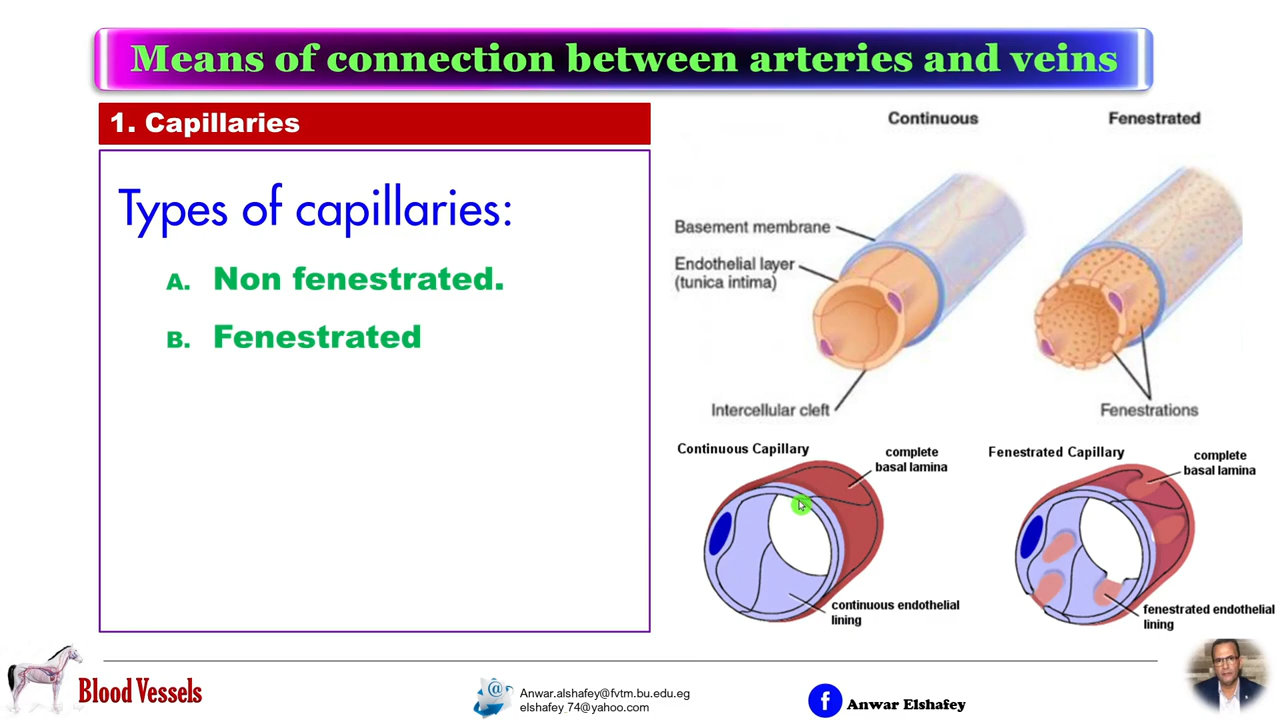 Means of connection between arteries and veins
1. Capillaries
Types of capillaries:
A. Non fenestrated.
B. Fenestrated
Continuous
Fenestrated
Basement membrane
Endothelial layer
(tunica intima)
Intercellular cleft
Fenestrations
Continuous Capillary
complete
basal lamina
continuous endothelial
lining
Fenestrated Capillary
complete
basal lamina
fenestrated endothelial
lining
Blood Vessels
@
Anwar.alshafey@fvtm.bu.edu.eg
elshafey_74@yahoo.com
f
Anwar Elshafey